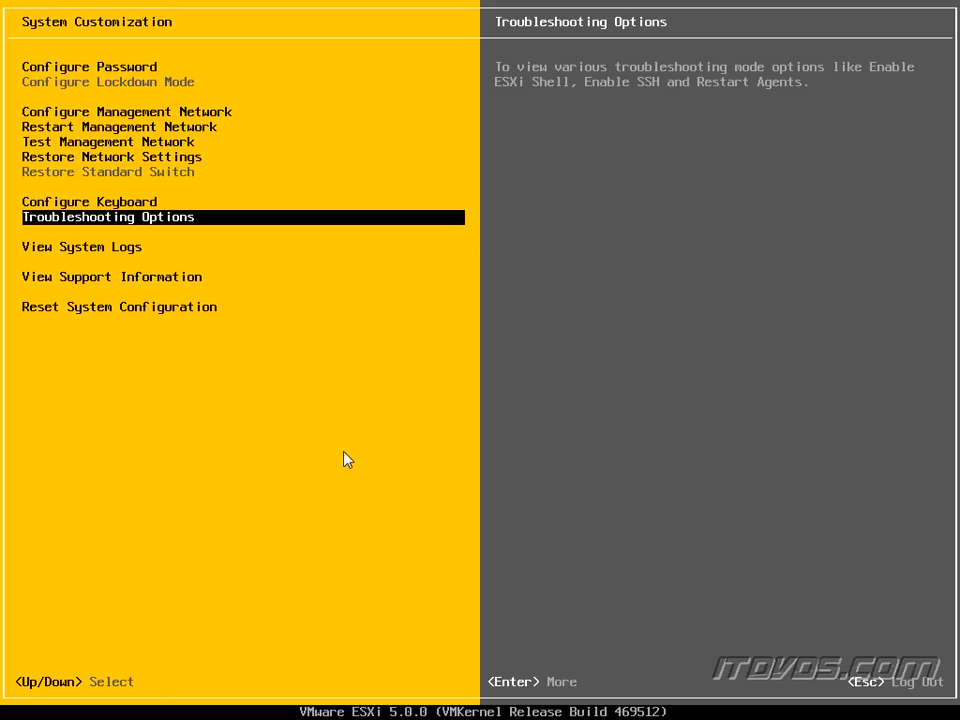 System Customization
Configure Password
Configure Lockdown Mode
Configure Management Network
Restart Management Network
Test Management Network
Restore Network Settings
Restore Standard Switch
Configure Keyboard
Troubleshooting Options
View System Logs
View Support Information
Reset System Configuration
<Up/Down> Select
Troubleshooting Options
To view various troubleshooting mode options like Enable
ESXi Shell, Enable SSH and Restart Agents.
ITOVOS.COM
<Enter> More
<Esc> Log Out
VMware ESXi 5.0.0 (VMKernel Release Build 469512)